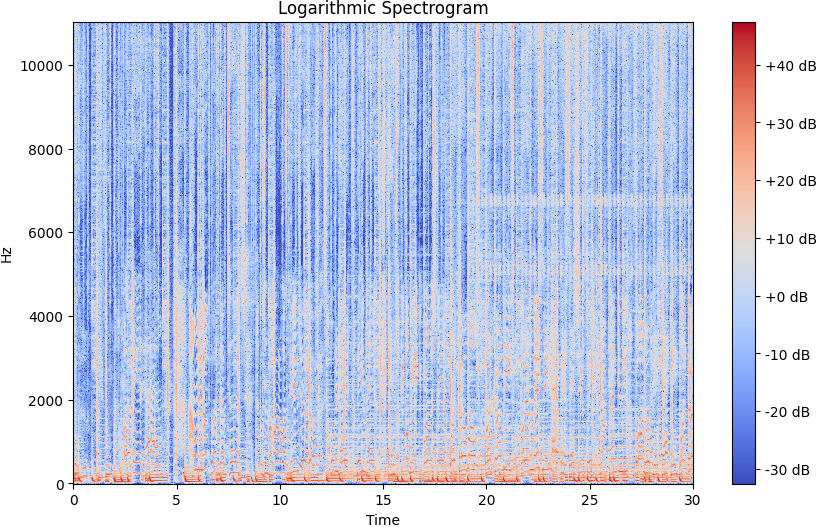 Logarithmic Spectrogram
10000
8000
6000
4000
2000
0
Hz
0 5 10 15 20 25 30
Time
+40 dB
+30 dB
+20 dB
+10 dB
+0 dB
-10 dB
-20 dB
-30 dB